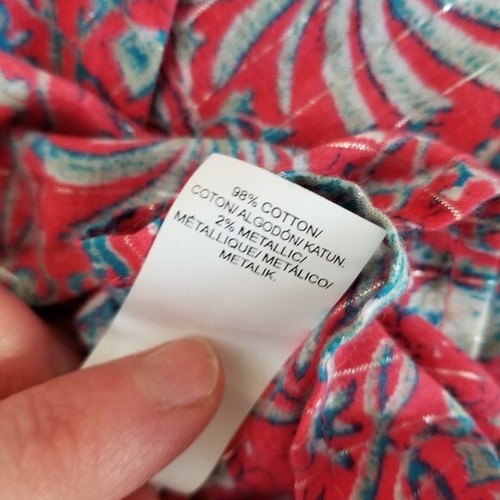 98% COTTON/
COTON/ALGODÓN/KATUN.
2% METALLIC/
MÉTALLIQUE/METÁLICO/
METALIK.